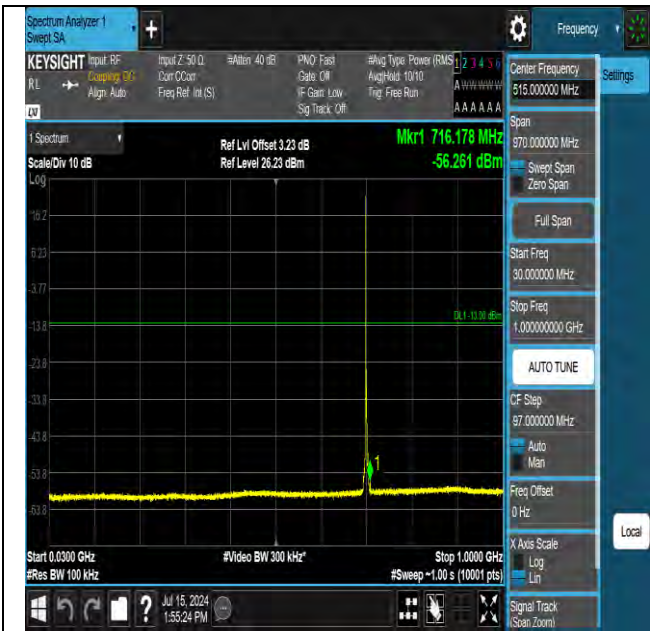 Spectrum Analyzer 1
Swept SA
+
Frequency
KEYSIGHT
RL
Input: RF
Coupling: DC
Align: Auto
Input Z: 50 Ω
Corr CCorr
Freq Ref: Int (S)
#Atten: 40 dB
PNO: Fast
Gate: Off
IF Gain: Low
Sig Track: Off
#Avg Type: Power (RMS
Avg|Hold: 10/10
Trig: Free Run
1 2 3 4 5 6
A W W W W W
A A A A A A
1 Spectrum
Scale/Div 10 dB
Log
Ref Lvl Offset 3.23 dB
Ref Level 26.23 dBm
Mkr1 716.178 MHz
-56.261 dBm
16.2
6.23
-3.77
-13.8
-23.8
-33.8
-43.8
-53.8
-63.8
DL1 -13.00 dBm
1
Start 0.0300 GHz
#Res BW 100 kHz
#Video BW 300 kHz*
Stop 1.0000 GHz
#Sweep ~1.00 s (10001 pts)
Jul 15, 2024
1:55:24 PM
?
Center Frequency
515.000000 MHz
Settings
Span
970.000000 MHz
Swept Span
Zero Span
Full Span
Start Freq
30.000000 MHz
Stop Freq
1.000000000 GHz
AUTO TUNE
CF Step
97.000000 MHz
Auto
Man
Freq Offset
0 Hz
X Axis Scale
Log
Lin
Local
Signal Track
(Span Zoom)